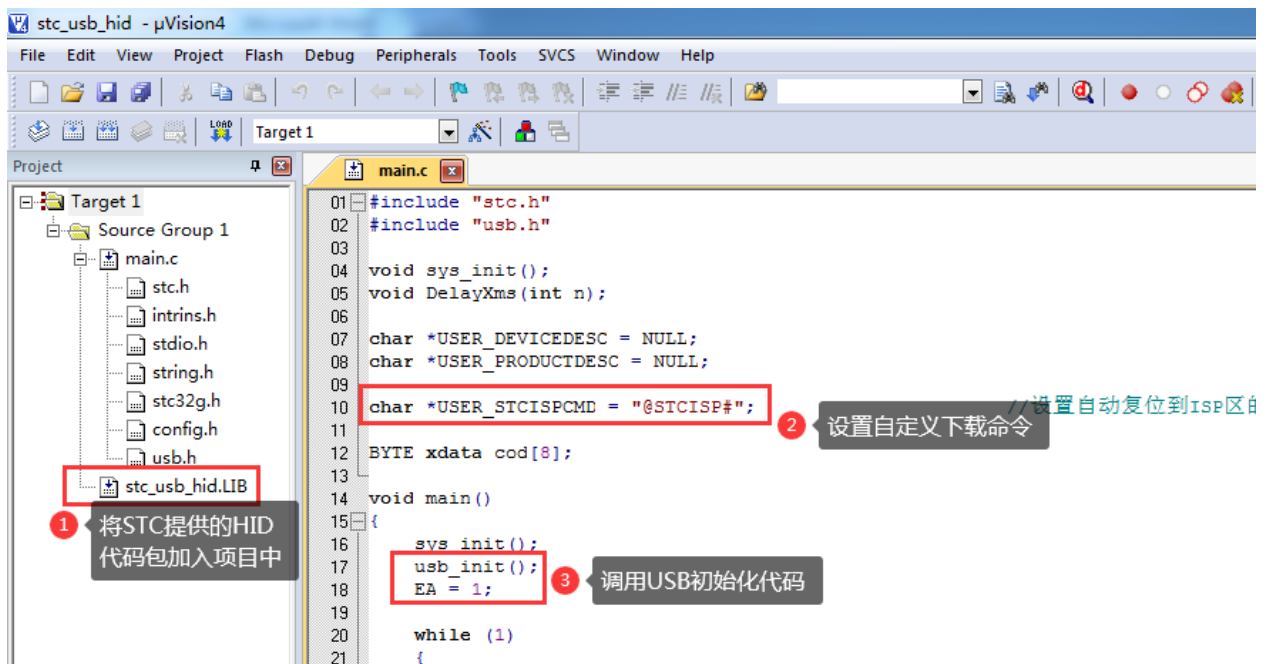 stc_usb_hid - µVision4
File Edit View Project Flash Debug Peripherals Tools SVCS Window Help
LOAD Target 1
Project
main.c
Target 1
Source Group 1
main.c
stc.h
intrins.h
stdio.h
string.h
stc32g.h
config.h
usb.h
stc_usb_hid.LIB
1 将STC提供的HID
代码包加入项目中
01 #include "stc.h"
02 #include "usb.h"
03
04 void sys_init();
05 void DelayXms(int n);
06
07 char *USER_DEVICEDESC = NULL;
08 char *USER_PRODUCTDESC = NULL;
09
10 char *USER_STCISPCMD = "@STCISP#"; //设置自动复位到ISP区的
2 设置自定义下载命令
11
12 BYTE xdata cod[8];
13
14 void main()
15 {
16 sys_init();
17 usb_init();
18 EA = 1;
3 调用USB初始化代码
19
20 while (1)
21 {